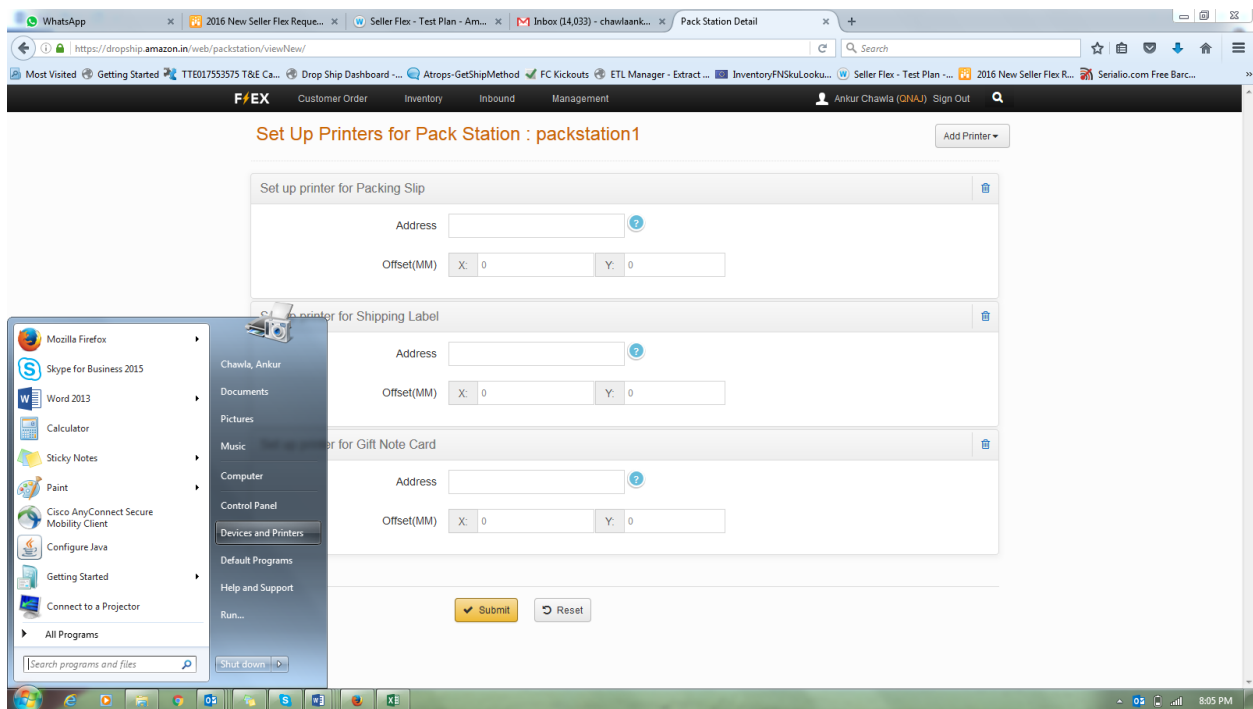 WhatsApp
2016 New Seller Flex Reque...
Seller Flex - Test Plan - Am...
Inbox (14,033) - chawlaank...
Pack Station Detail
https://dropship.amazon.in/web/packstation/viewNew/
Search
Most Visited
Getting Started
TTE017553575 T&E Ca...
Drop Ship Dashboard -...
Atrops-GetShipMethod
FC Kickouts
ETL Manager - Extract ...
InventoryFNSkuLooku...
Seller Flex - Test Plan -...
2016 New Seller Flex R...
Serialio.com Free Barc...
FLEX
Customer Order
Inventory
Inbound
Management
Ankur Chawla (QNAJ)
Sign Out
Set Up Printers for Pack Station : packstation1
Add Printer
Set up printer for Packing Slip
Address
?
Offset(MM)
X: 0
Y: 0
printer for Shipping Label
Address
?
Offset(MM)
X: 0
Y: 0
Set up printer for Gift Note Card
Address
?
Offset(MM)
X: 0
Y: 0
Submit
Reset
Mozilla Firefox
Skype for Business 2015
Word 2013
Calculator
Sticky Notes
Paint
Cisco AnyConnect Secure
Mobility Client
Configure Java
Getting Started
Connect to a Projector
All Programs
Search programs and files
Chawla, Ankur
Documents
Pictures
Music
Computer
Control Panel
Devices and Printers
Default Programs
Help and Support
Run...
Shut down
8:05 PM